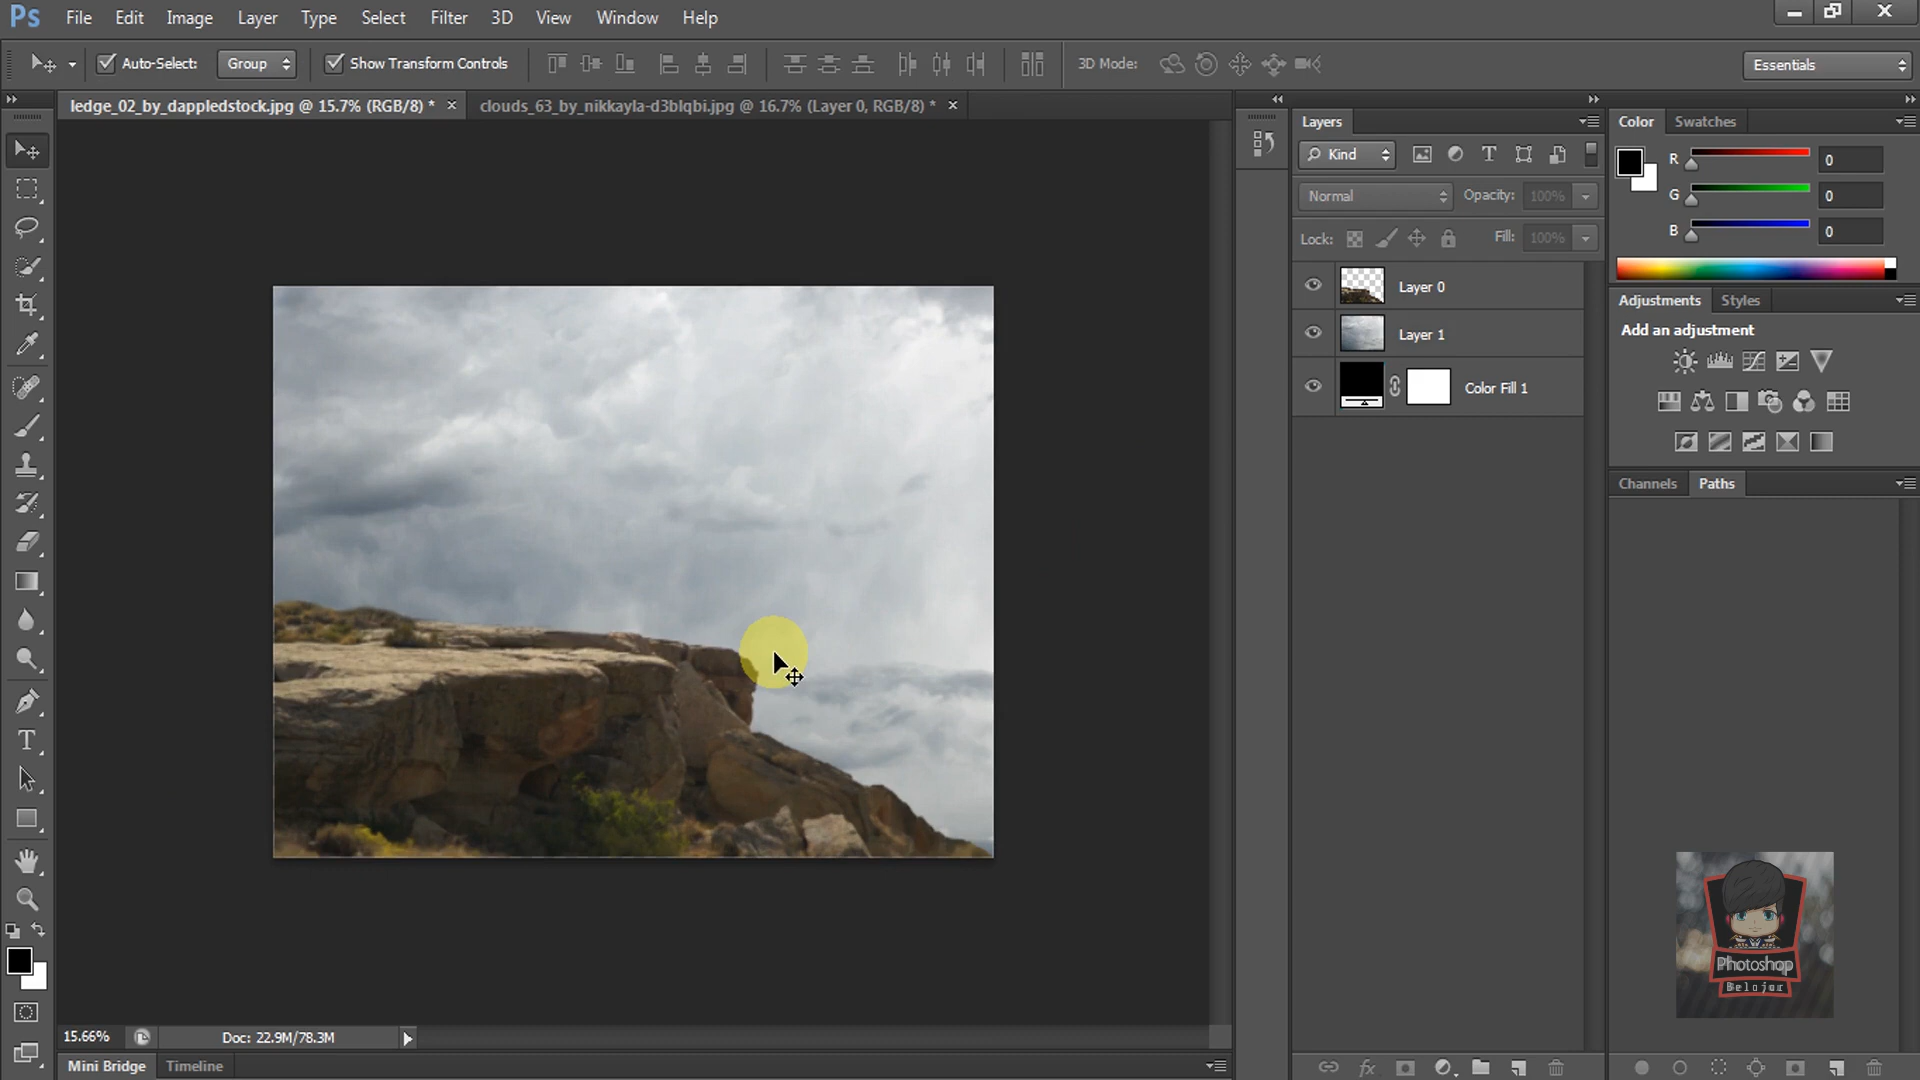 Ps File Edit Image Layer Type Select Filter 3D View Window Help
Auto-Select: Group Show Transform Controls 3D Mode: Essentials
ledge_02_by_dappledstock.jpg @ 15.7% (RGB/8) * × clouds_63_by_nikkayla-d3blqbi.jpg @ 16.7% (Layer 0, RGB/8) * ×
Layers
Kind
Normal Opacity: 100%
Lock: Fill: 100%
Layer 0
Layer 1
Color Fill 1
Color Swatches
R 0
G 0
B 0
Adjustments Styles
Add an adjustment
Channels Paths
Photoshop
Belajar
15.66% Doc: 22.9M/78.3M
Mini Bridge Timeline